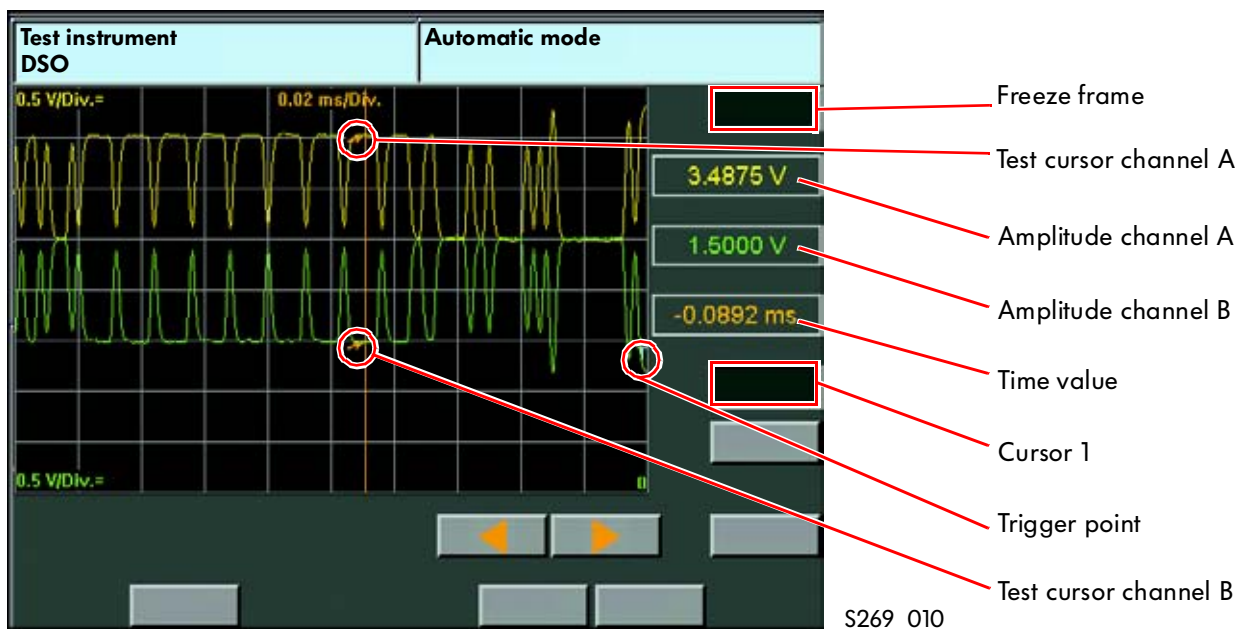 Test instrument
DSO
Automatic mode
0.5 V/Div.=
0.02 ms/Div.
3.4875 V
1.5000 V
-0.0892 ms
0.5 V/Div.=
0
Freeze frame
Test cursor channel A
Amplitude channel A
Amplitude channel B
Time value
Cursor 1
Trigger point
Test cursor channel B
S269_010